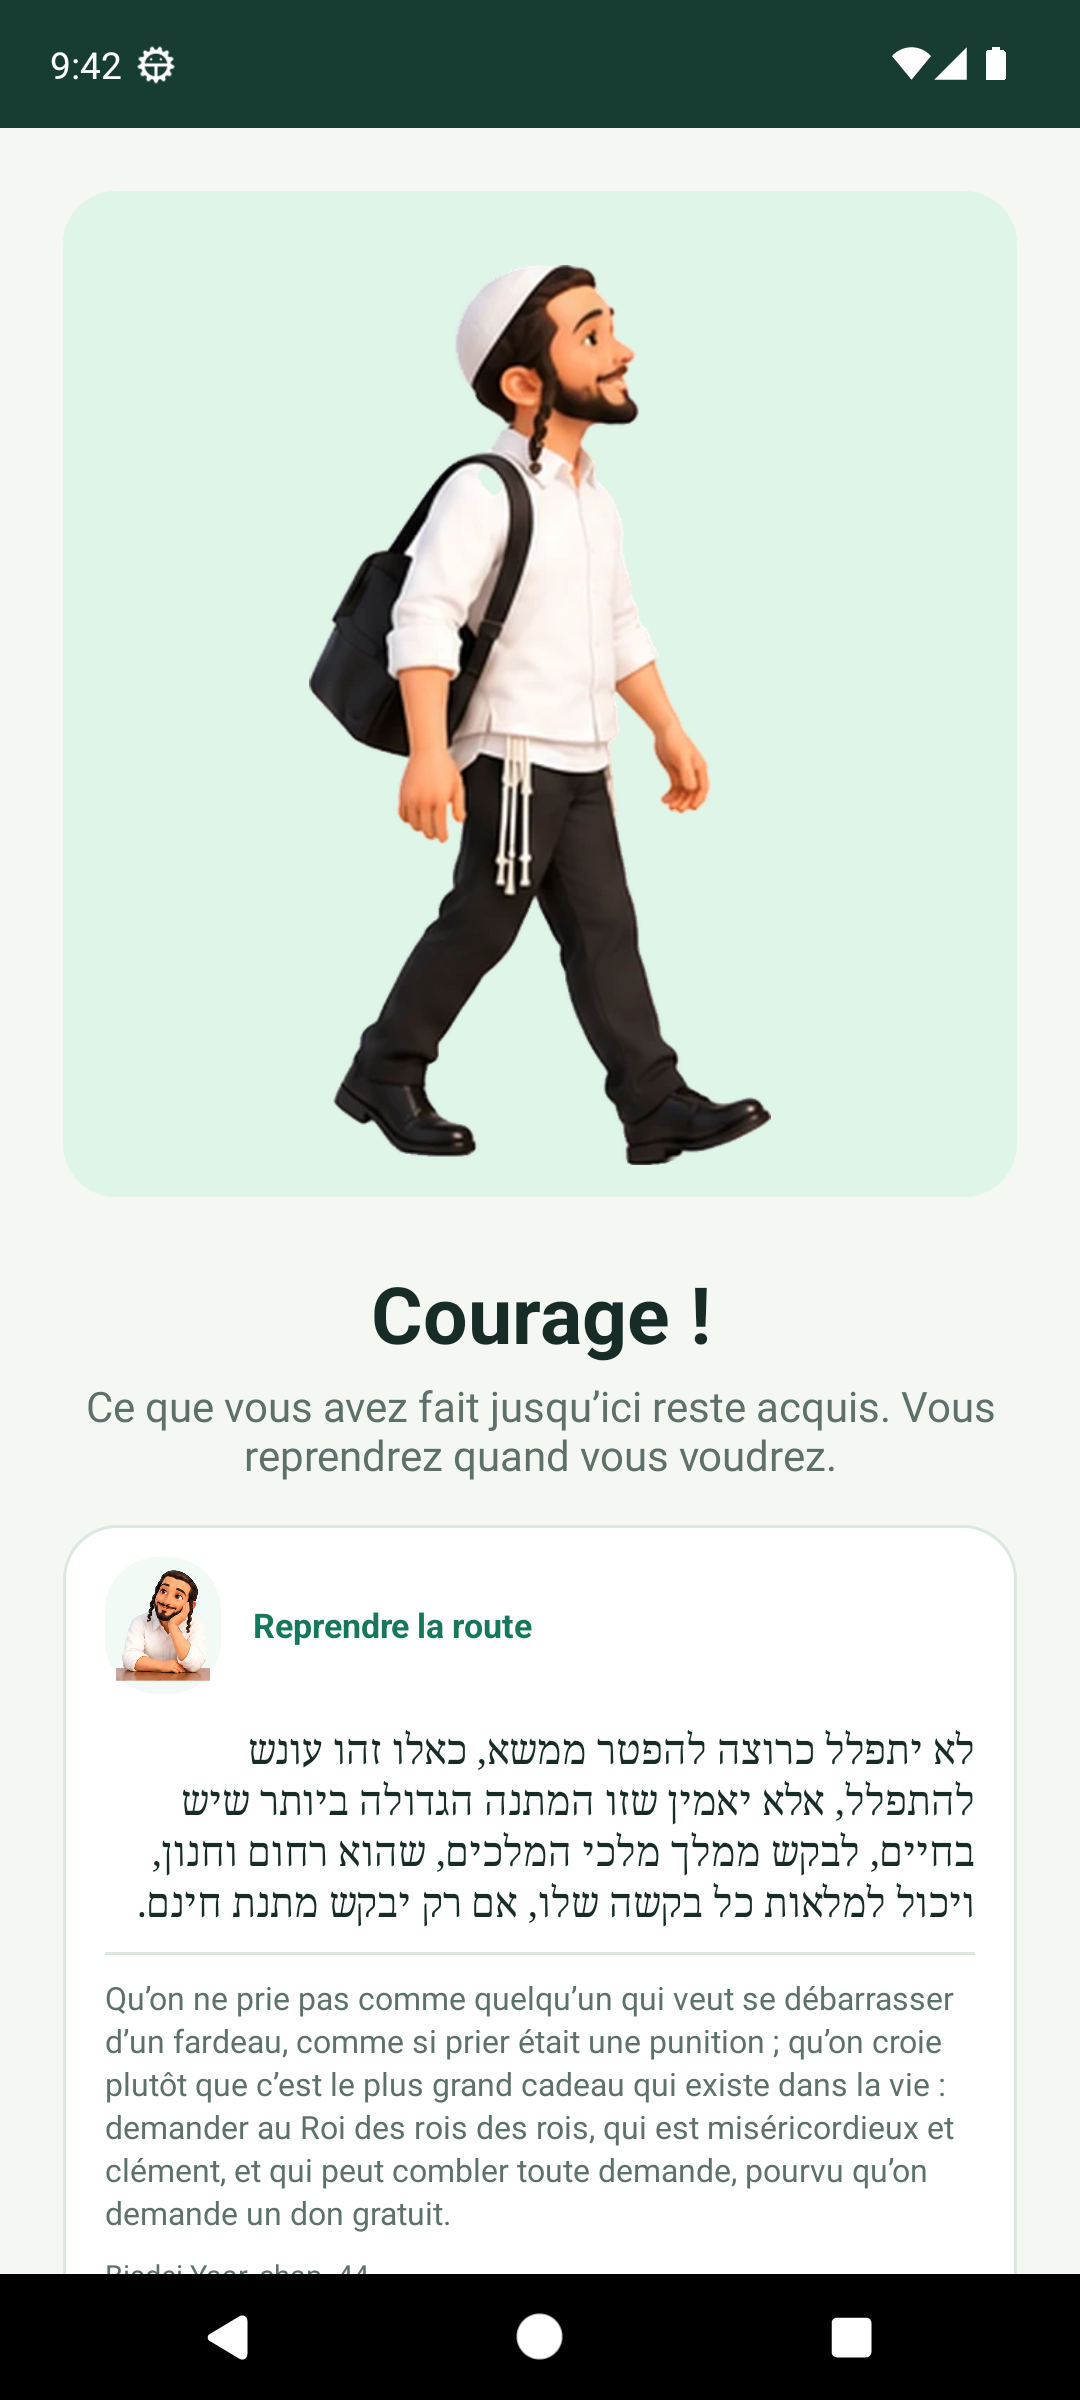 9:42
Courage !
Ce que vous avez fait jusqu’ici reste acquis. Vous
reprendrez quand vous voudrez.
Reprendre la route
לא יתפלל כרוצה להפטר ממשא, כאלו זהו עונש
להתפלל, אלא יאמין שזו המתנה הגדולה ביותר שיש
בחיים, לבקש ממלך מלכי המלכים, שהוא רחום וחנון,
ויכול למלאות כל בקשה שלו, אם רק יבקש מתנת חינם.
Qu’on ne prie pas comme quelqu’un qui veut se débarrasser
d’un fardeau, comme si prier était une punition ; qu’on croie
plutôt que c’est le plus grand cadeau qui existe dans la vie :
demander au Roi des rois des rois, qui est miséricordieux et
clément, et qui peut combler toute demande, pourvu qu’on
demande un don gratuit.